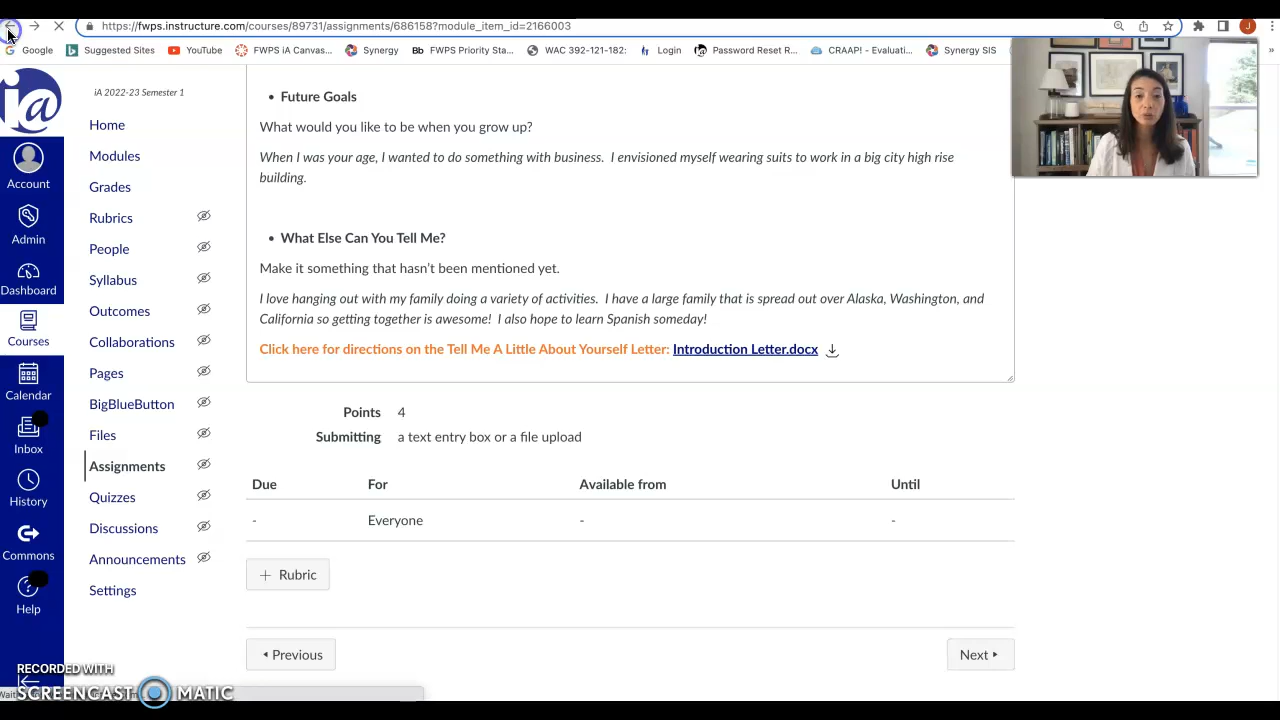 https://fwps.instructure.com/courses/89731/assignments/686158?module_item_id=2166003
J
Google
Suggested Sites
YouTube
FWPS iA Canvas...
Synergy
BB FWPS Priority Sta...
WAC 392-121-182:
Login
Password Reset R...
CRAAP! - Evaluati...
Synergy SIS
»
ia
iA 2022-23 Semester 1
Account
Admin
Dashboard
Courses
Calendar
Inbox
History
Commons
Help
Home
Modules
Grades
Rubrics
People
Syllabus
Outcomes
Collaborations
Pages
BigBlueButton
Files
Assignments
Quizzes
Discussions
Announcements
Settings
• Future Goals
What would you like to be when you grow up?
When I was your age, I wanted to do something with business. I envisioned myself wearing suits to work in a big city high rise
building.
• What Else Can You Tell Me?
Make it something that hasn't been mentioned yet.
I love hanging out with my family doing a variety of activities. I have a large family that is spread out over Alaska, Washington, and
California so getting together is awesome! I also hope to learn Spanish someday!
Click here for directions on the Tell Me A Little About Yourself Letter: Introduction Letter.docx
Points 4
Submitting a text entry box or a file upload
Due For Available from Until
- Everyone - -
+ Rubric
Previous
Next
RECORDED WITH
SCREENCAST MATIC